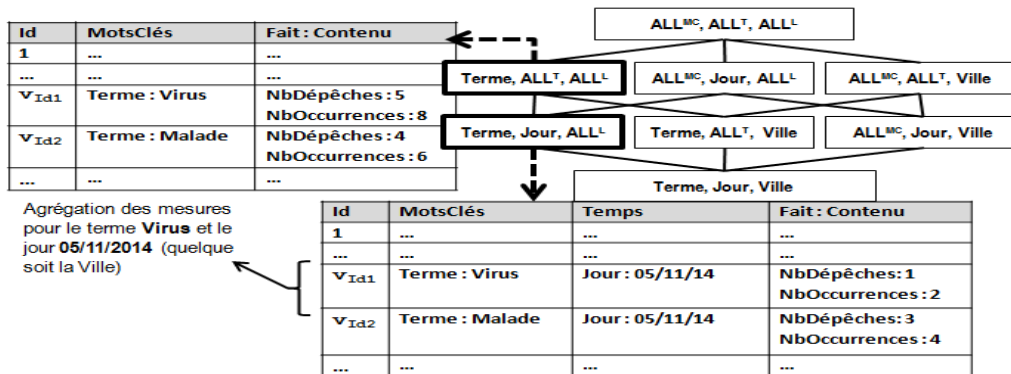 Id MotsClés Fait : Contenu
1 ... ...
... ... ...
VId1 Terme : Virus NbDépêches : 5
NbOccurrences : 8
VId2 Terme : Malade NbDépêches : 4
NbOccurrences : 6
... ... ...
ALLMC, ALLT, ALLL
Terme, ALLT, ALLL
ALLMC, Jour, ALLL
ALLMC, ALLT, Ville
Terme, Jour, ALLL
Terme, ALLT, Ville
ALLMC, Jour, Ville
Terme, Jour, Ville
Agrégation des mesures
pour le terme Virus et le
jour 05/11/2014 (quelque
soit la Ville)
Id MotsClés Temps Fait : Contenu
1 ... ... ...
... ... ... ...
VId1 Terme : Virus Jour : 05/11/14 NbDépêches : 1
NbOccurrences : 2
VId2 Terme : Malade Jour : 05/11/14 NbDépêches: 3
NbOccurrences : 4
... ... ... ...